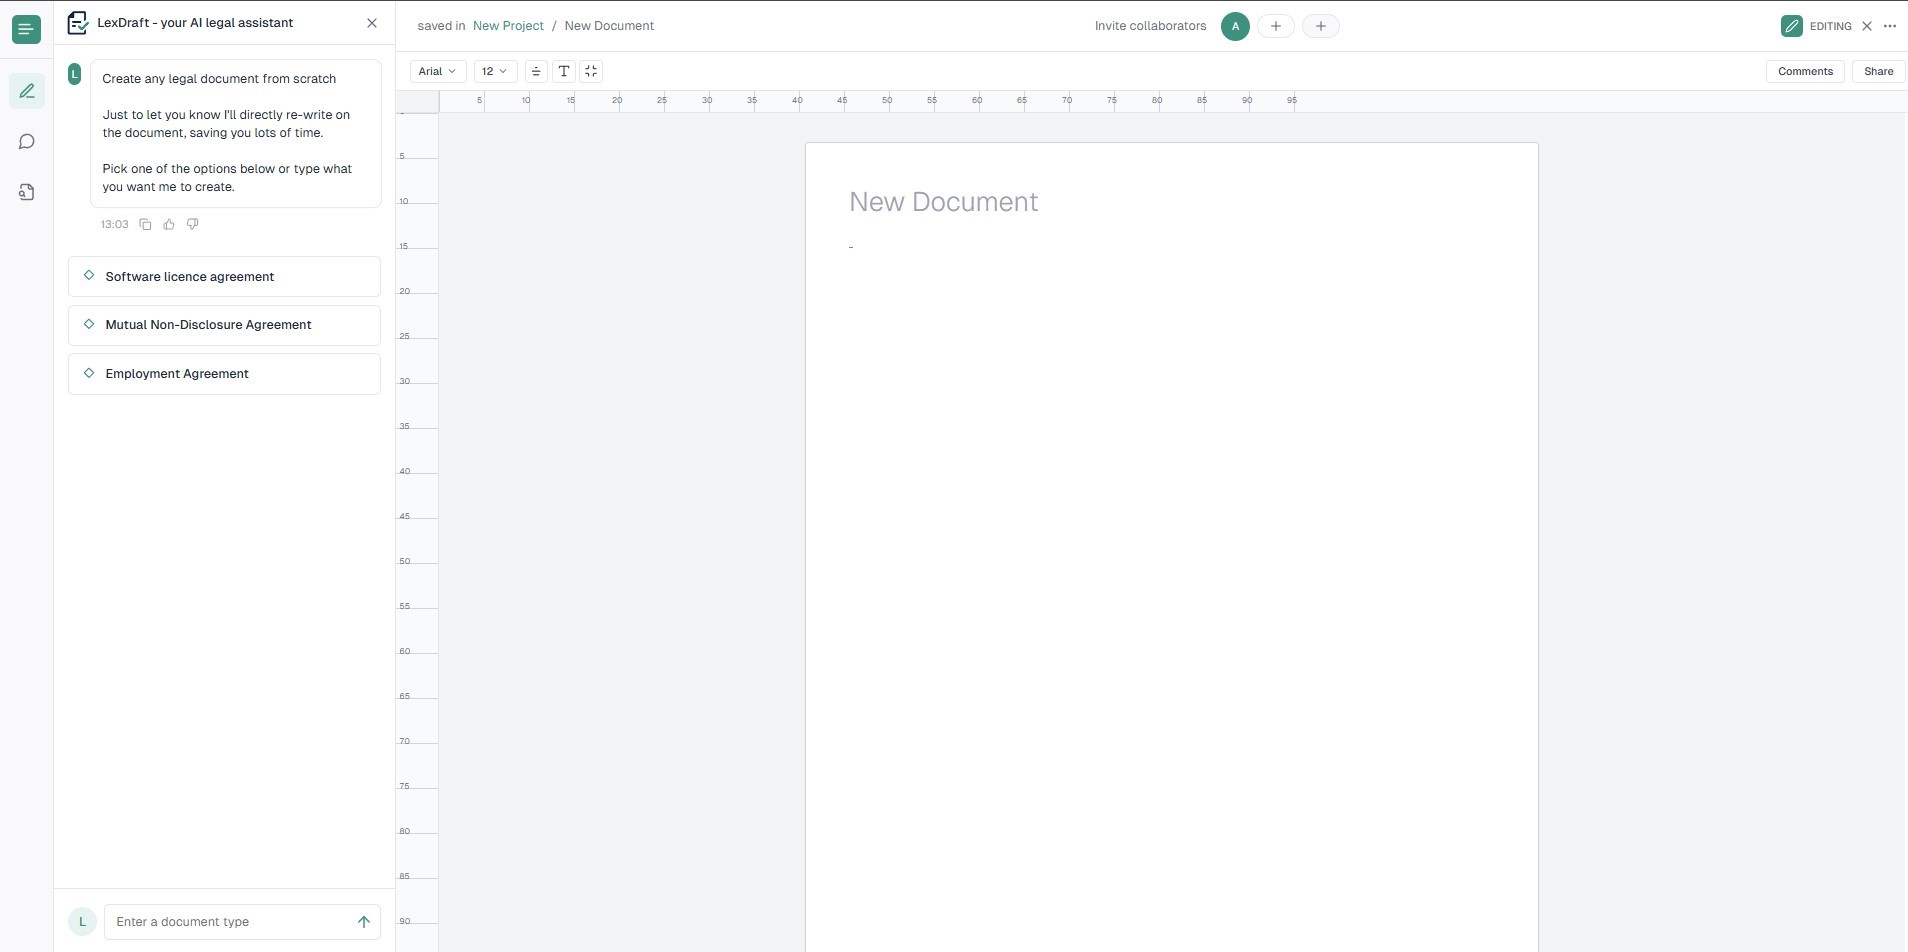 LexDraft - your AI legal assistant
L
Create any legal document from scratch
Just to let you know I'll directly re-write on
the document, saving you lots of time.
Pick one of the options below or type what
you want me to create.
13:03
Software licence agreement
Mutual Non-Disclosure Agreement
Employment Agreement
L
Enter a document type
saved in New Project / New Document
Invite collaborators
A
EDITING
Arial
12
Comments
Share
5 10 15 20 25 30 35 40 45 50 55 60 65 70 75 80 85 90 95
5
10
15
20
25
30
35
40
45
50
55
60
65
70
75
80
85
90
New Document
-